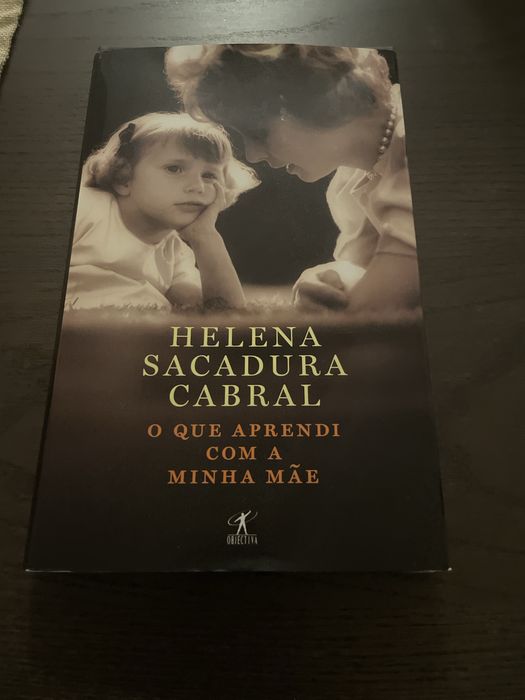 HELENA
SACADURA
CABRAL
O QUE APRENDI
COM A
MINHA MÃE
OBJECTIVA